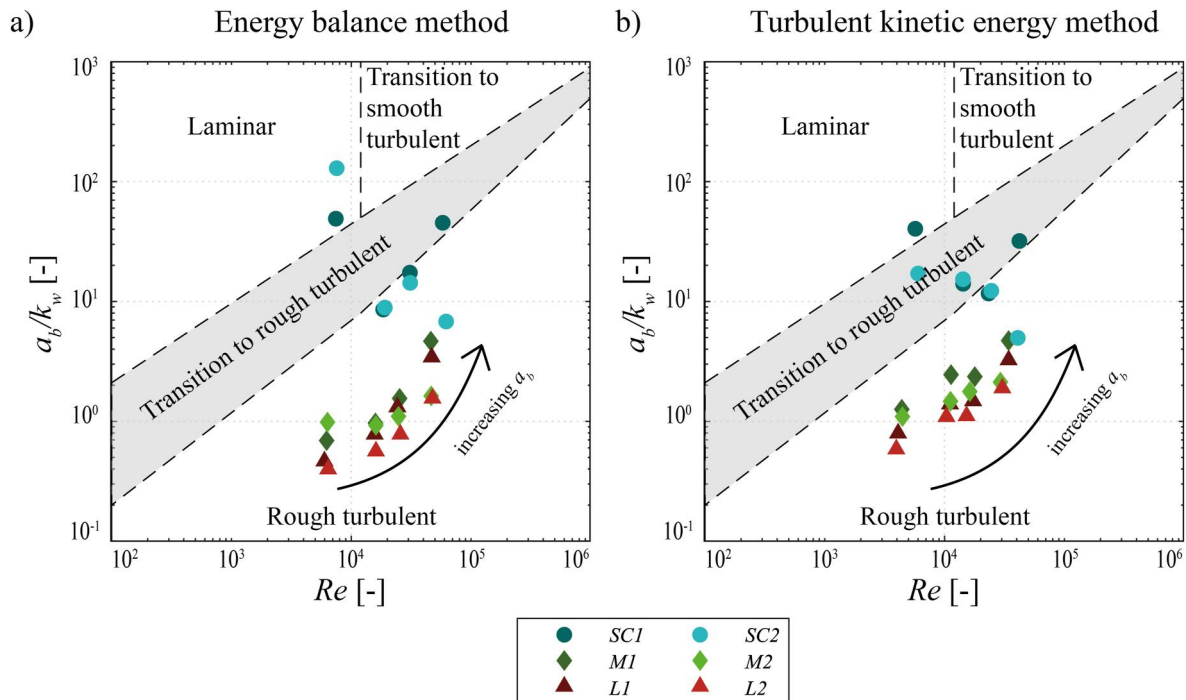 a) Energy balance method
10³
10²
10¹
10⁰
10⁻¹
a_b/k_w [-]
Laminar
Transition to
smooth
turbulent
Transition to rough turbulent
increasing a_b
Rough turbulent
10² 10³ 10⁴ 10⁵ 10⁶
Re [-]
b) Turbulent kinetic energy method
10³
10²
10¹
10⁰
10⁻¹
a_b/k_w [-]
Laminar
Transition to
smooth
turbulent
Transition to rough turbulent
increasing a_b
Rough turbulent
10² 10³ 10⁴ 10⁵ 10⁶
Re [-]
SC1 SC2
M1 M2
L1 L2